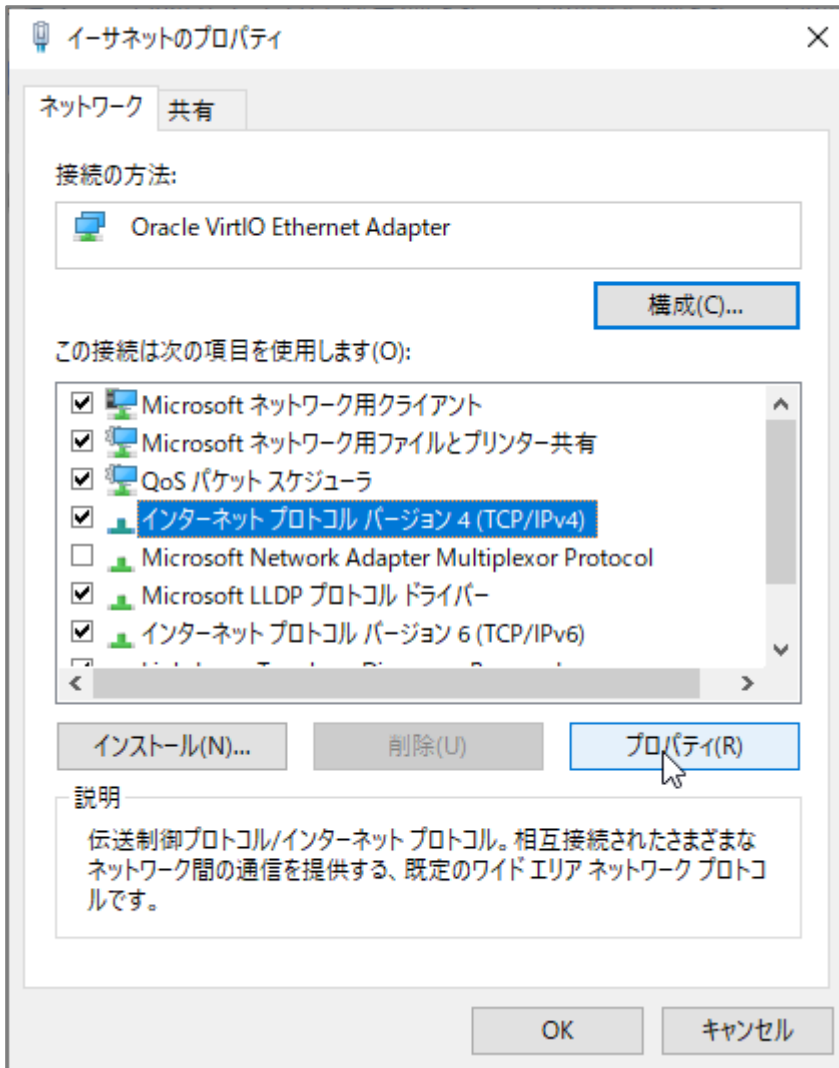 イーサネットのプロパティ
ネットワーク
共有
接続の方法:
Oracle VirtIO Ethernet Adapter
構成(C)...
この接続は次の項目を使用します(O):
Microsoft ネットワーク用クライアント
Microsoft ネットワーク用ファイルとプリンター共有
QoS パケット スケジューラ
インターネット プロトコル バージョン 4 (TCP/IPv4)
Microsoft Network Adapter Multiplexor Protocol
Microsoft LLDP プロトコル ドライバー
インターネット プロトコル バージョン 6 (TCP/IPv6)
インストール(N)...
削除(U)
プロパティ(R)
説明
伝送制御プロトコル/インターネット プロトコル。相互接続されたさまざまな
ネットワーク間の通信を提供する、既定のワイド エリア ネットワーク プロトコ
ルです。
OK
キャンセル